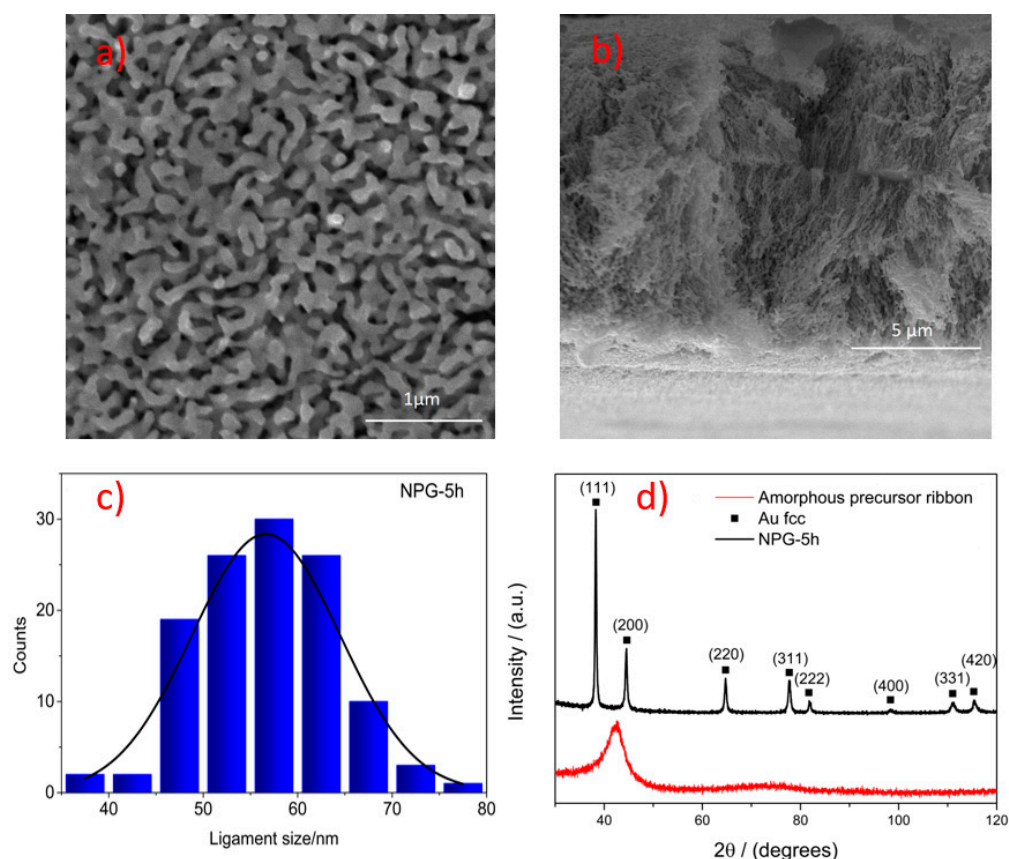 a)
1μm
b)
5 μm
c)
NPG-5h
Counts
30
20
10
0
50
60
70
80
Ligament size/nm
d)
(111)
(200)
(220)
(311)
(222)
(400)
(331)
(420)
Amorphous precursor ribbon
Au fcc
NPG-5h
Intensity / (a.u.)
40
60
80
100
120
2θ / (degrees)